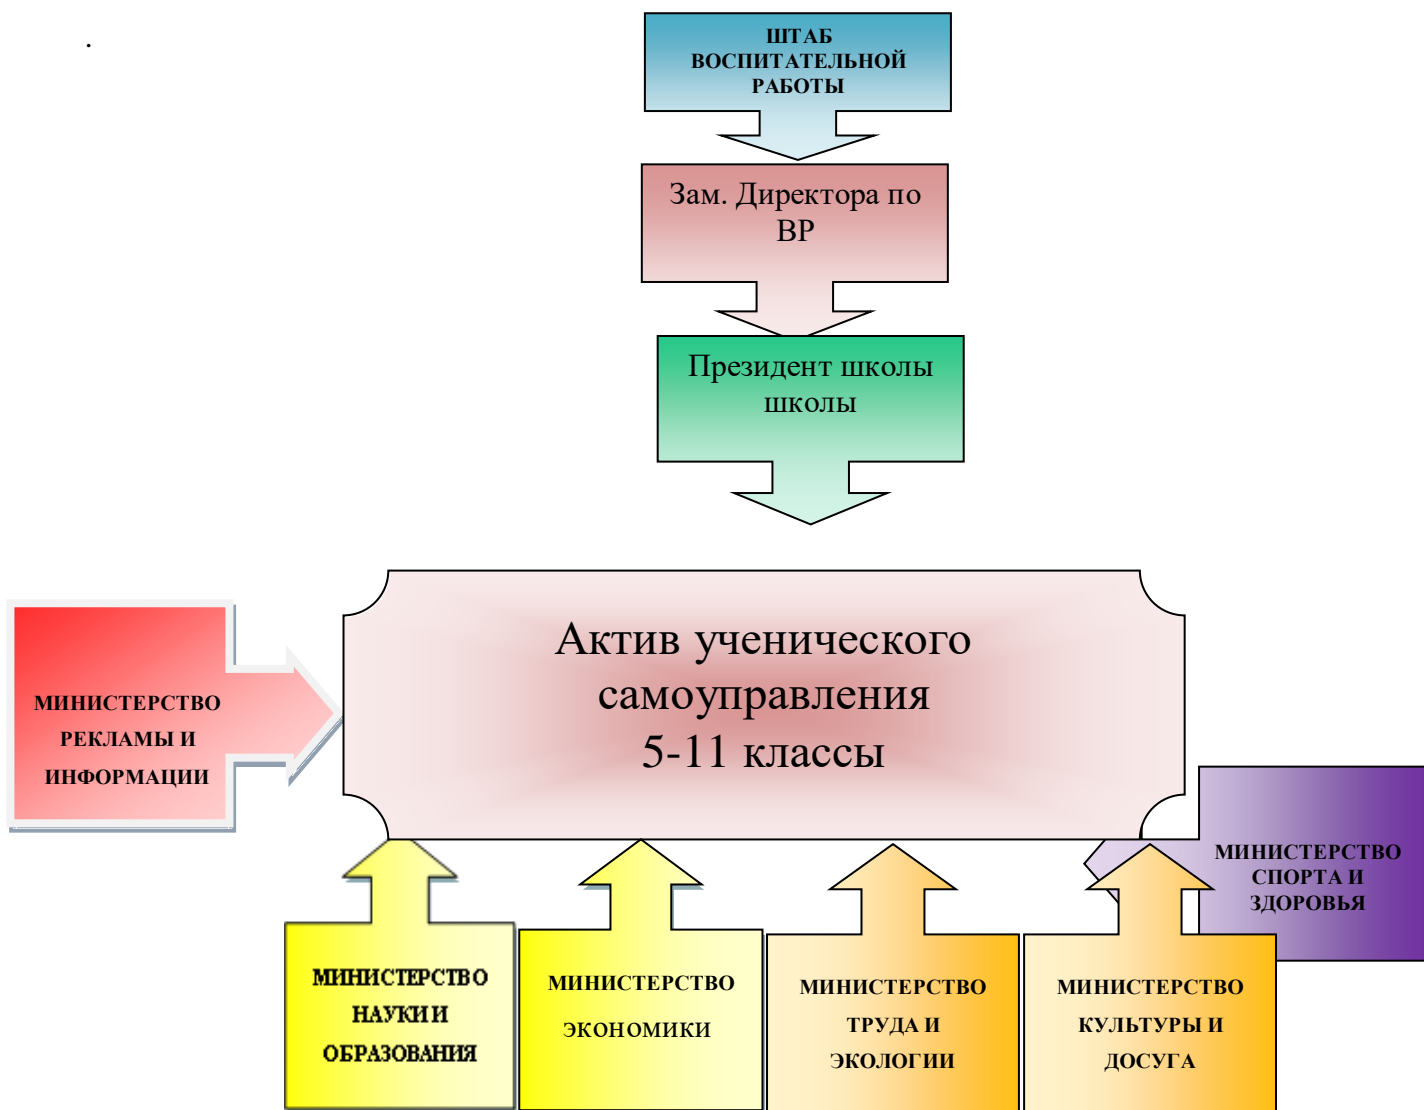 .
ШТАБ
ВОСПИТАТЕЛЬНОЙ
РАБОТЫ
Зам. Директора по
ВР
Президент школы
школы
Актив ученического
самоуправления
5-11 классы
МИНИСТЕРСТВО
РЕКЛАМЫ И
ИНФОРМАЦИИ
МИНИСТЕРСТВО
СПОРТА И
ЗДОРОВЬЯ
МИНИСТЕРСТВО
НАУКИ И
ОБРАЗОВАНИЯ
МИНИСТЕРСТВО
ЭКОНОМИКИ
МИНИСТЕРСТВО
ТРУДА И
ЭКОЛОГИИ
МИНИСТЕРСТВО
КУЛЬТУРЫ И
ДОСУГА